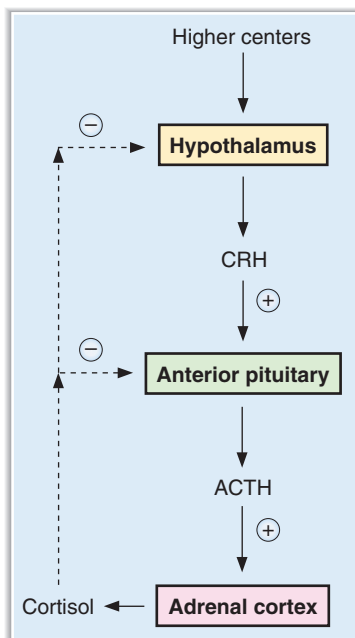 Higher centers
−
Hypothalamus
CRH
+
−
Anterior pituitary
ACTH
+
Cortisol
Adrenal cortex